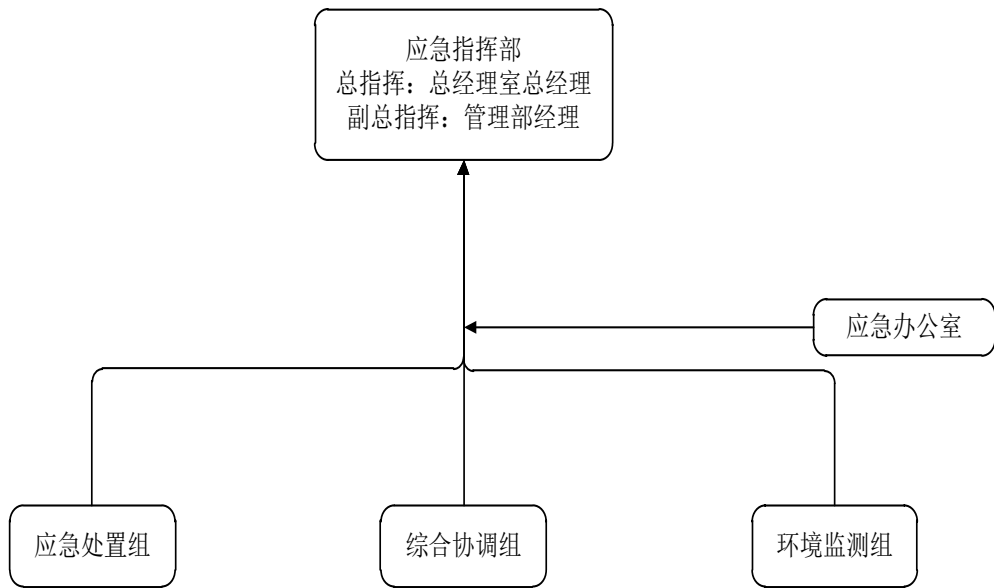 应急指挥部
总指挥：总经理室总经理
副总指挥：管理部经理
应急办公室
应急处置组
综合协调组
环境监测组